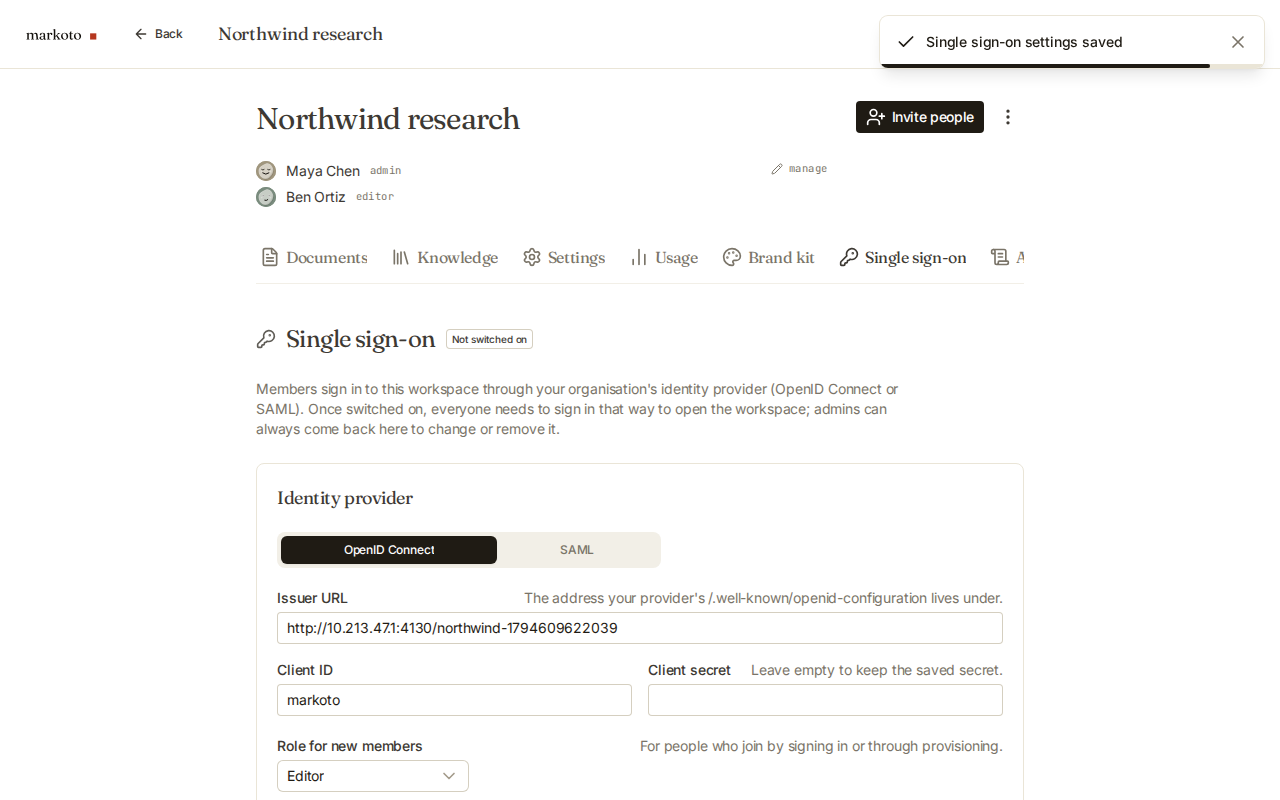 markoto
Back
Northwind research
Single sign-on settings saved
Northwind research
Invite people
Maya Chen admin
manage
Ben Ortiz editor
Documents
Knowledge
Settings
Usage
Brand kit
Single sign-on
A
Single sign-on
Not switched on
Members sign in to this workspace through your organisation's identity provider (OpenID Connect or
SAML). Once switched on, everyone needs to sign in that way to open the workspace; admins can
always come back here to change or remove it.
Identity provider
OpenID Connect
SAML
Issuer URL
The address your provider's /.well-known/openid-configuration lives under.
http://10.213.47.1:4130/northwind-1794609622039
Client ID
Client secret
Leave empty to keep the saved secret.
markoto
Role for new members
For people who join by signing in or through provisioning.
Editor